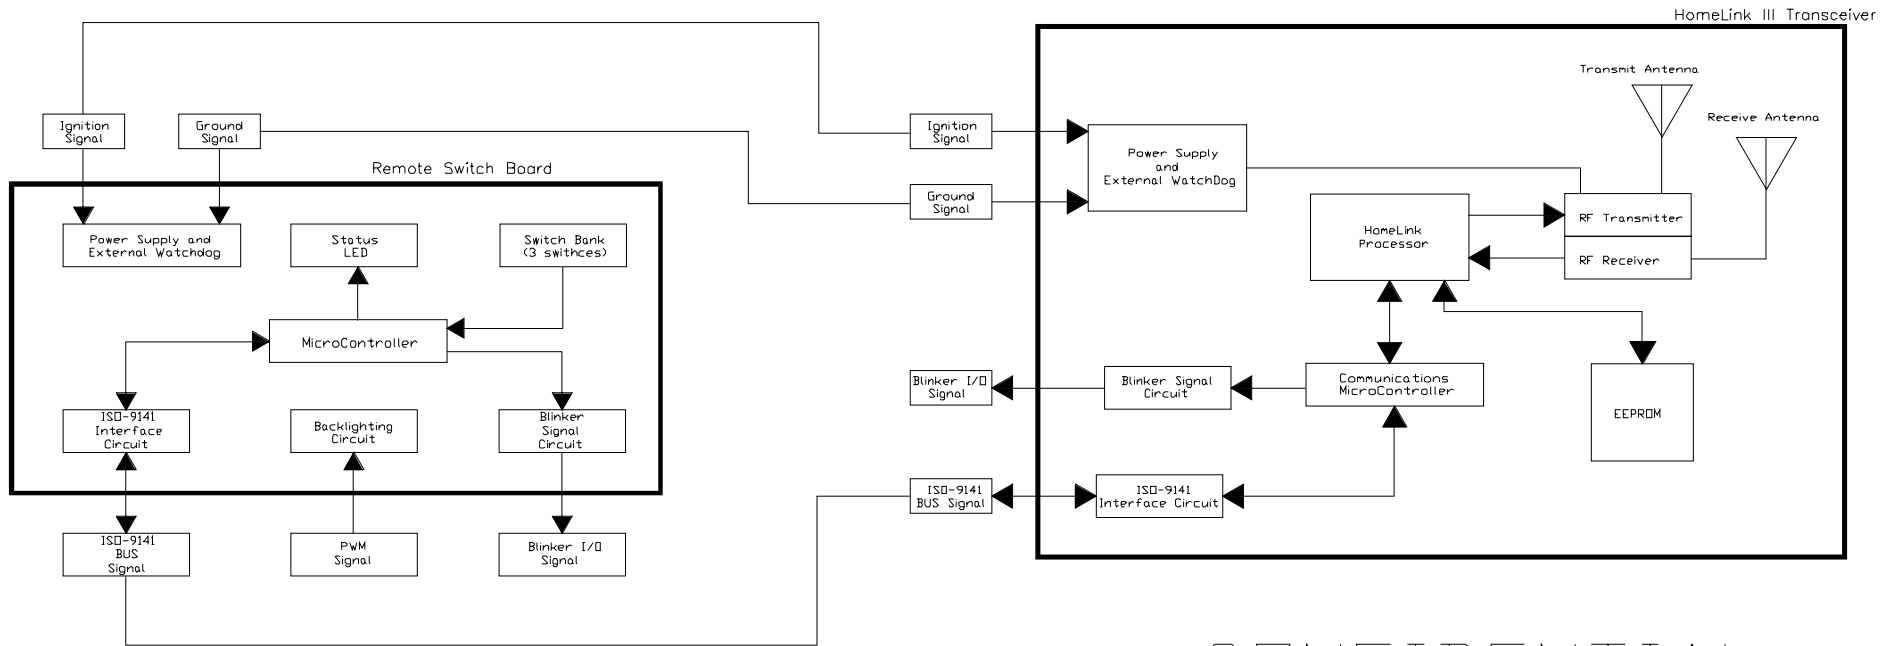 HomeLink III Transceiver
Transmit Antenna
Receive Antenna
Ignition
Signal
Ground
Signal
Ignition
Signal
Power Supply
and
External WatchDog
Remote Switch Board
Ground
Signal
RF Transmitter
HomeLink
Processor
RF Receiver
Power Supply and
External Watchdog
Status
LED
Switch Bank
(3 swithces)
MicroController
Blinker I/O
Signal
Blinker Signal
Circuit
Communications
MicroController
EEPROM
ISO-9141
Interface
Circuit
Backlighting
Circuit
Blinker
Signal
Circuit
ISO-9141
BUS Signal
ISO-9141
Interface Circuit
ISO-9141
BUS
Signal
PWM
Signal
Blinker I/O
Signal